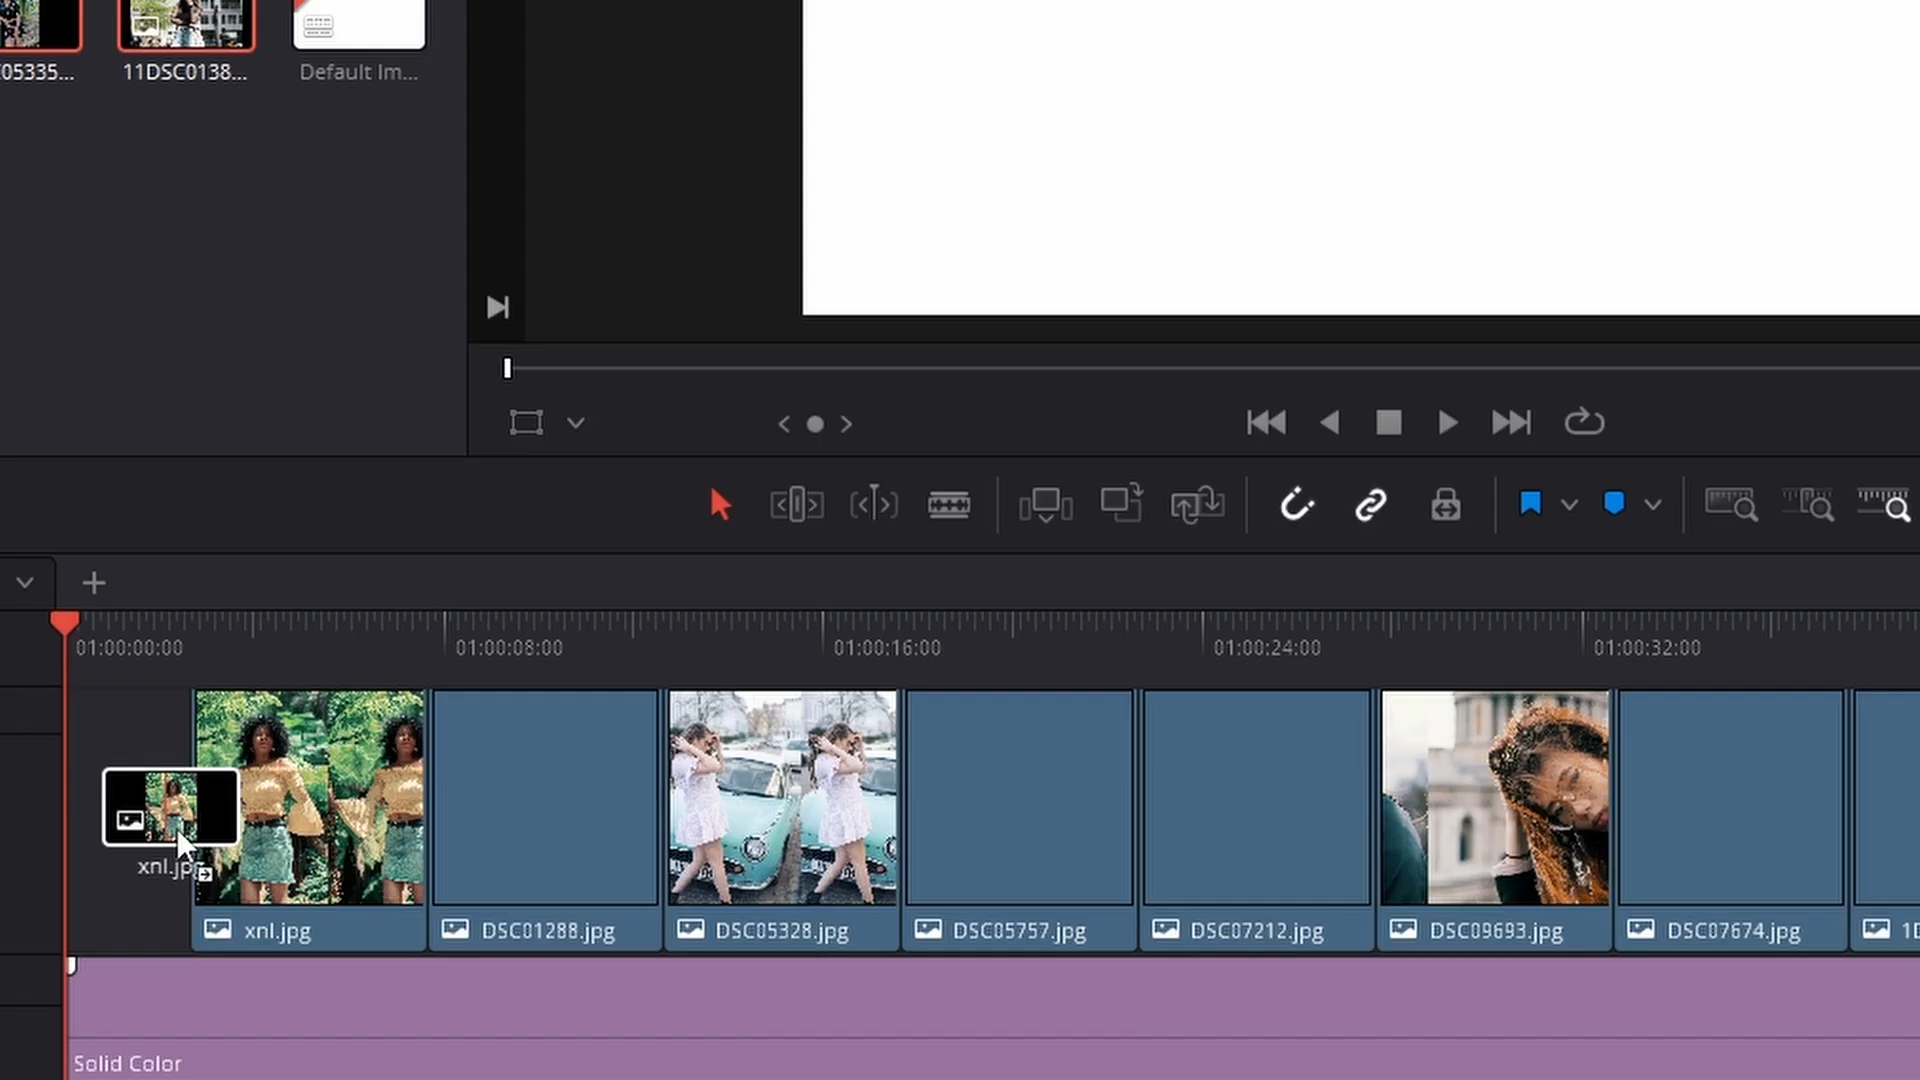 05335...
11DSC0138...
Default Im...
01:00:00:00
01:00:08:00
01:00:16:00
01:00:24:00
01:00:32:00
xnl.jpg
xnl.jpg
DSC01288.jpg
DSC05328.jpg
DSC05757.jpg
DSC07212.jpg
DSC09693.jpg
DSC07674.jpg
Solid Color